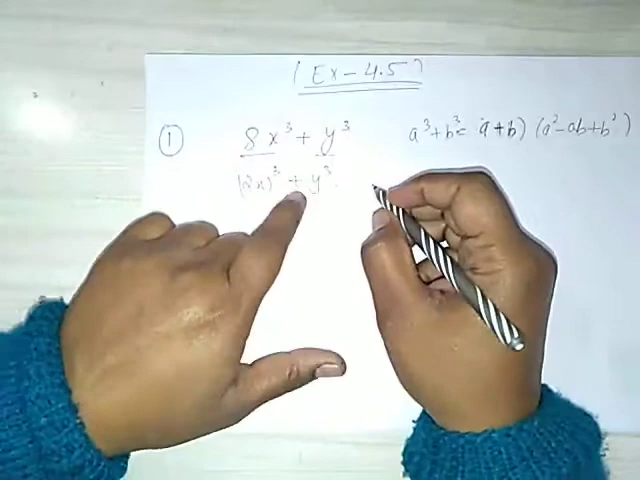 (Ex-4.5)
① 8x³ + y³
a³+b³= (a+b) (a²-ab+b²)
(2x)³ + y³